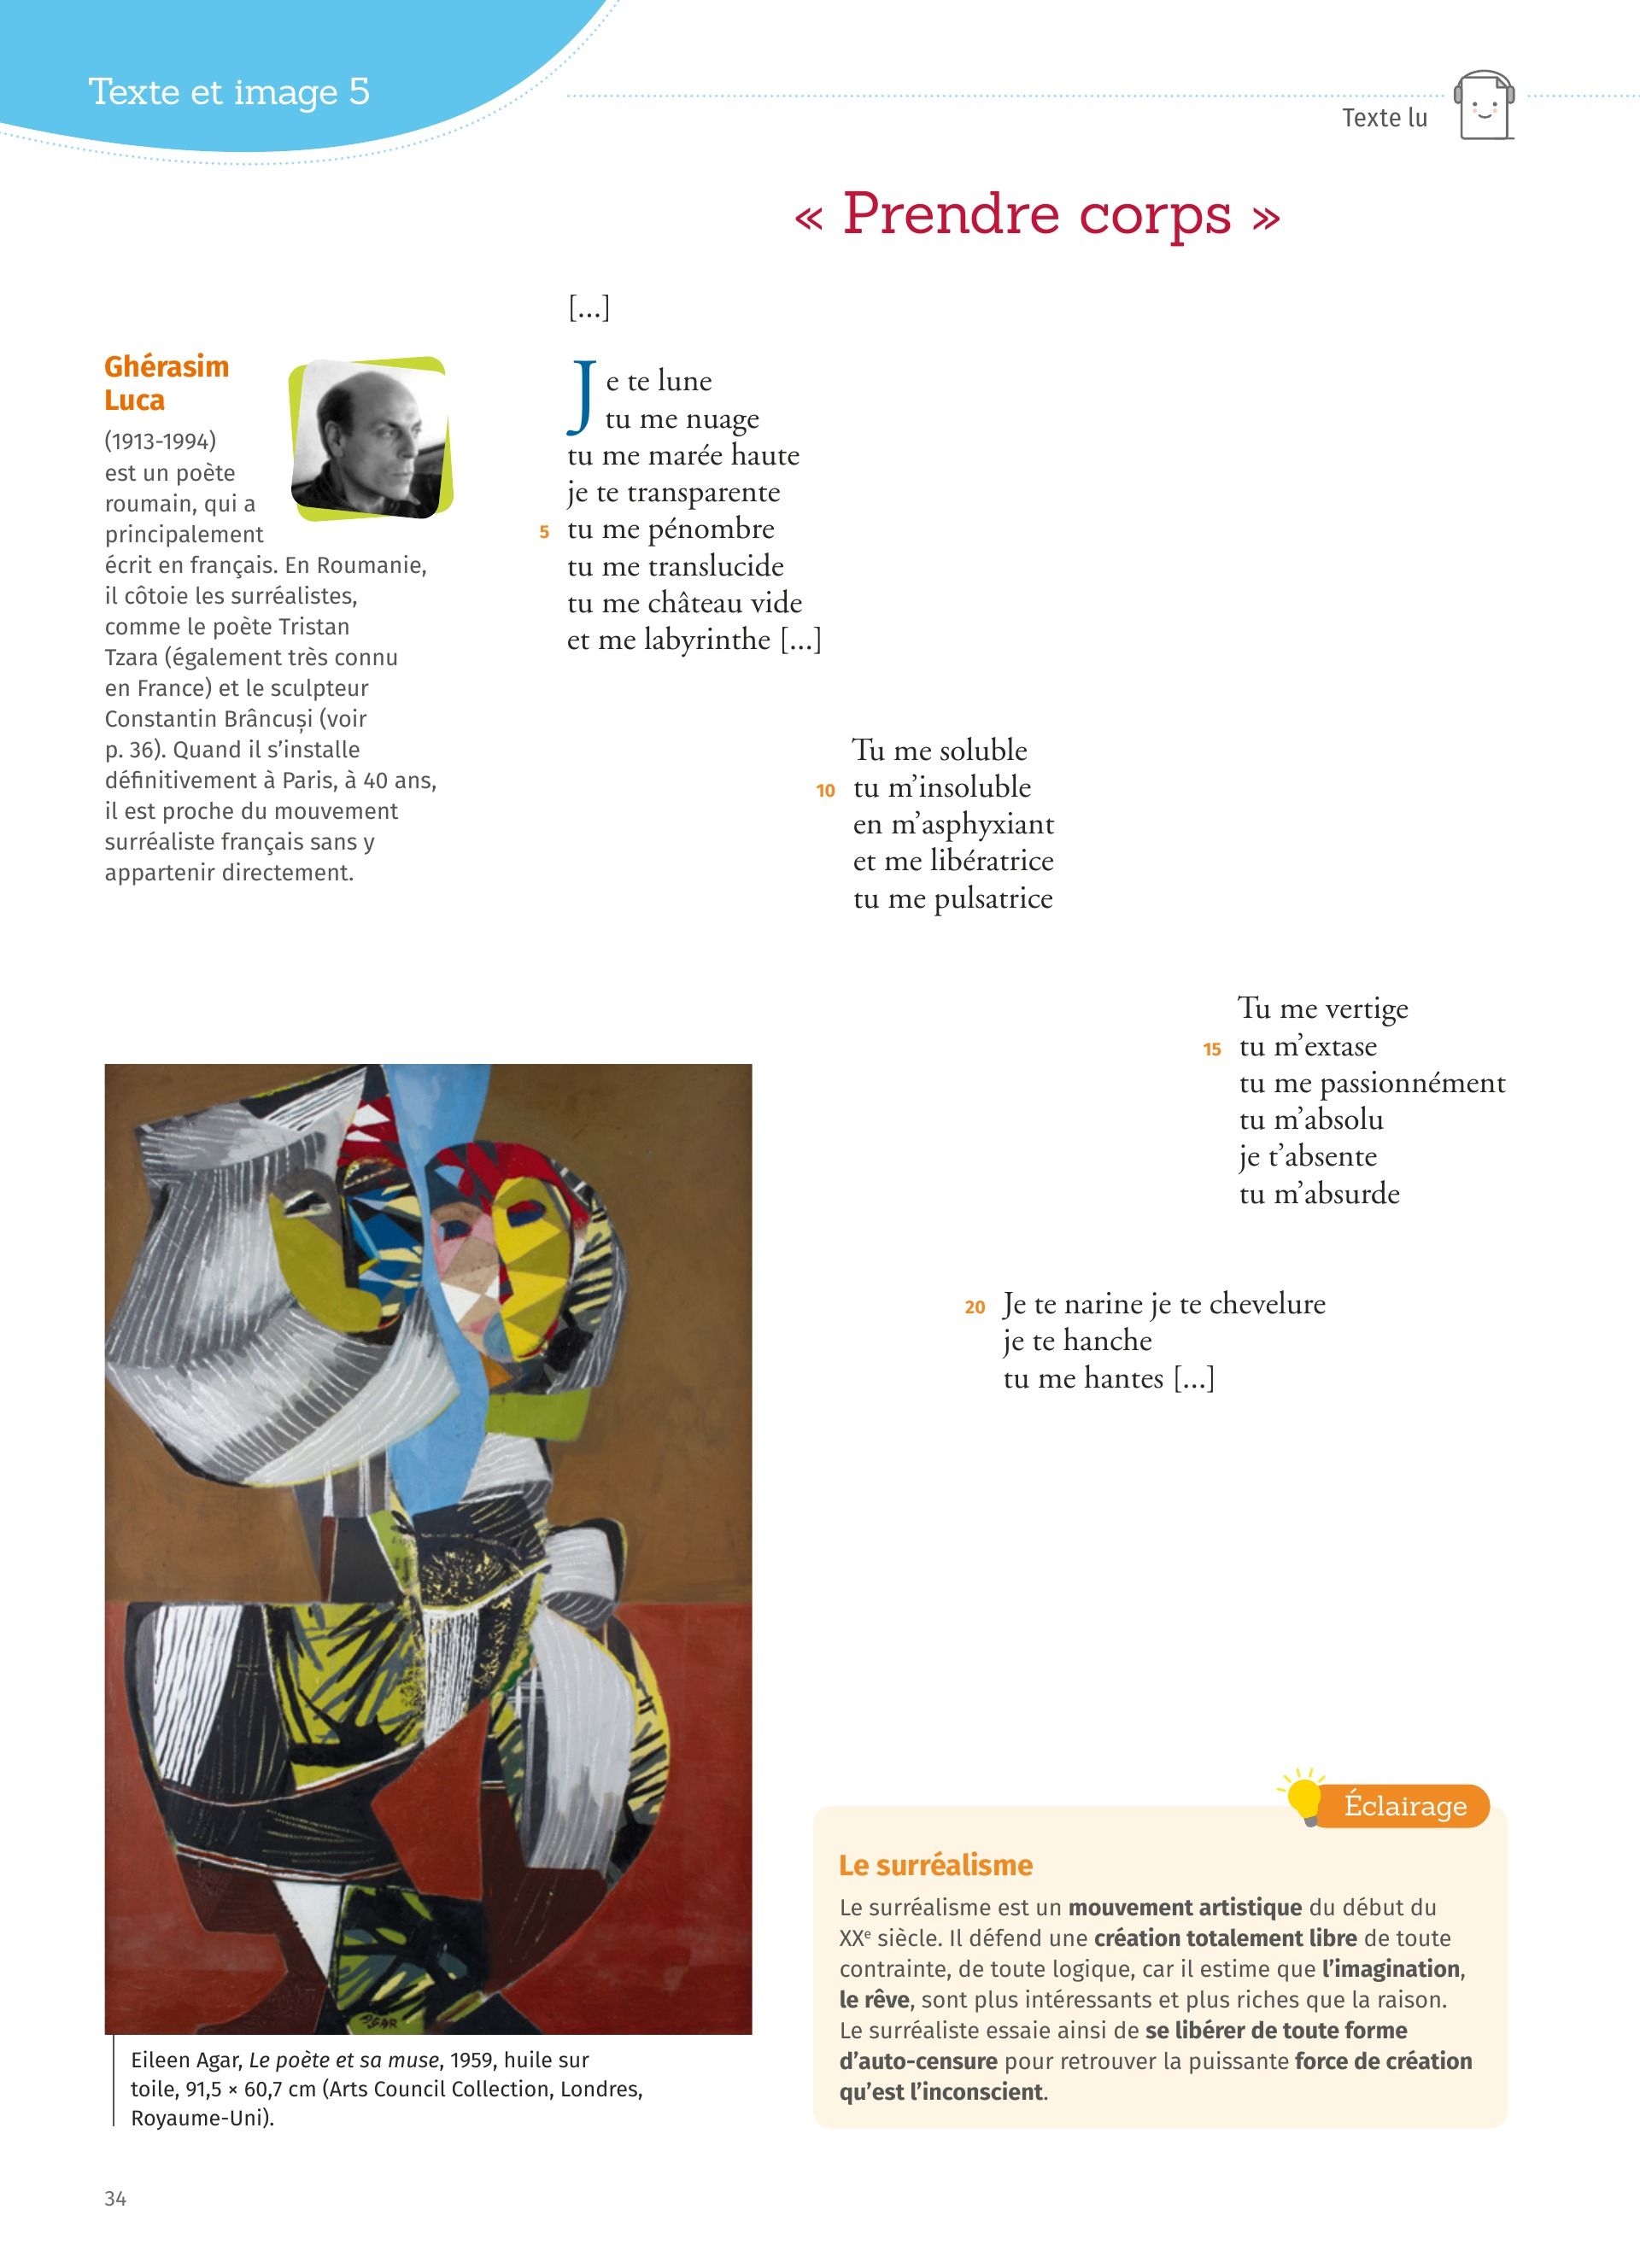 Texte et image 5
Texte lu
« Prendre corps »
[...]
Je te lune
tu me nuage
tu me marée haute
je te transparente
5 tu me pénombre
tu me translucide
tu me château vide
et me labyrinthe [...]
Tu me soluble
10 tu m’insoluble
en m’asphyxiant
et me libératrice
tu me pulsatrice
Tu me vertige
15 tu m’extase
tu me passionnément
tu m’absolu
je t’absente
tu m’absurde
20 Je te narine je te chevelure
je te hanche
tu me hantes [...]
Ghérasim
Luca
(1913-1994)
est un poète
roumain, qui a
principalement
écrit en français. En Roumanie,
il côtoie les surréalistes,
comme le poète Tristan
Tzara (également très connu
en France) et le sculpteur
Constantin Brâncuși (voir
p. 36). Quand il s’installe
définitivement à Paris, à 40 ans,
il est proche du mouvement
surréaliste français sans y
appartenir directement.
AGAR
Eileen Agar, Le poète et sa muse, 1959, huile sur
toile, 91,5 × 60,7 cm (Arts Council Collection, Londres,
Royaume-Uni).
Éclairage
Le surréalisme
Le surréalisme est un mouvement artistique du début du
XXe siècle. Il défend une création totalement libre de toute
contrainte, de toute logique, car il estime que l’imagination,
le rêve, sont plus intéressants et plus riches que la raison.
Le surréaliste essaie ainsi de se libérer de toute forme
d’auto-censure pour retrouver la puissante force de création
qu’est l’inconscient.
34